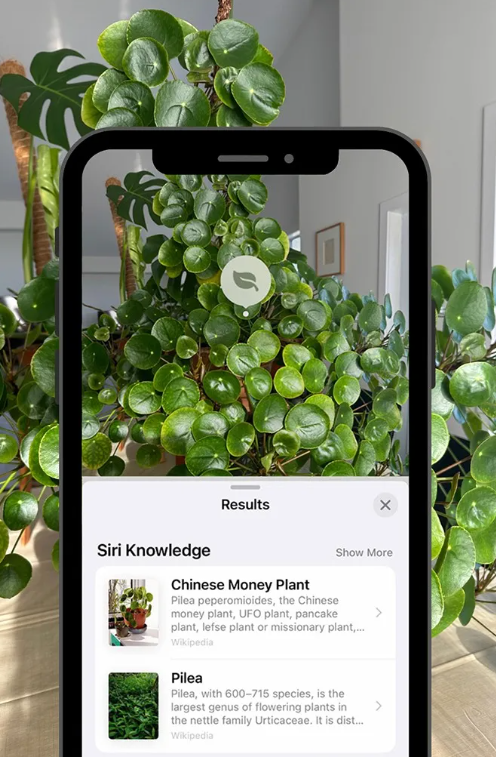 Results
Siri Knowledge
Show More
Chinese Money Plant
Pilea peperomioides, the Chinese
money plant, UFO plant, pancake
plant, lefse plant or missionary plant,...
Wikipedia
Pilea
Pilea, with 600–715 species, is the
largest genus of flowering plants in
the nettle family Urticaceae. It is dist...
Wikipedia